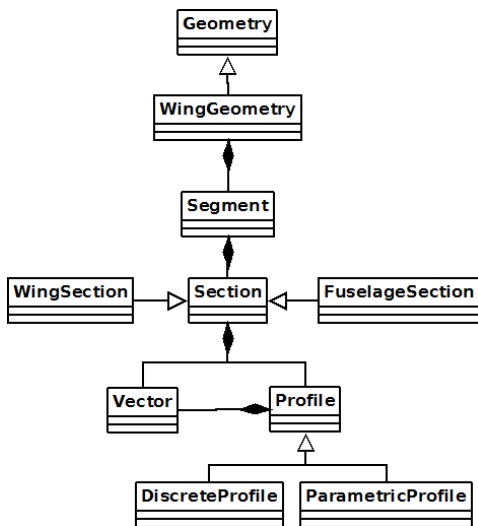 Geometry
WingGeometry
Segment
WingSection
Section
FuselageSection
Vector
Profile
DiscreteProfile
ParametricProfile